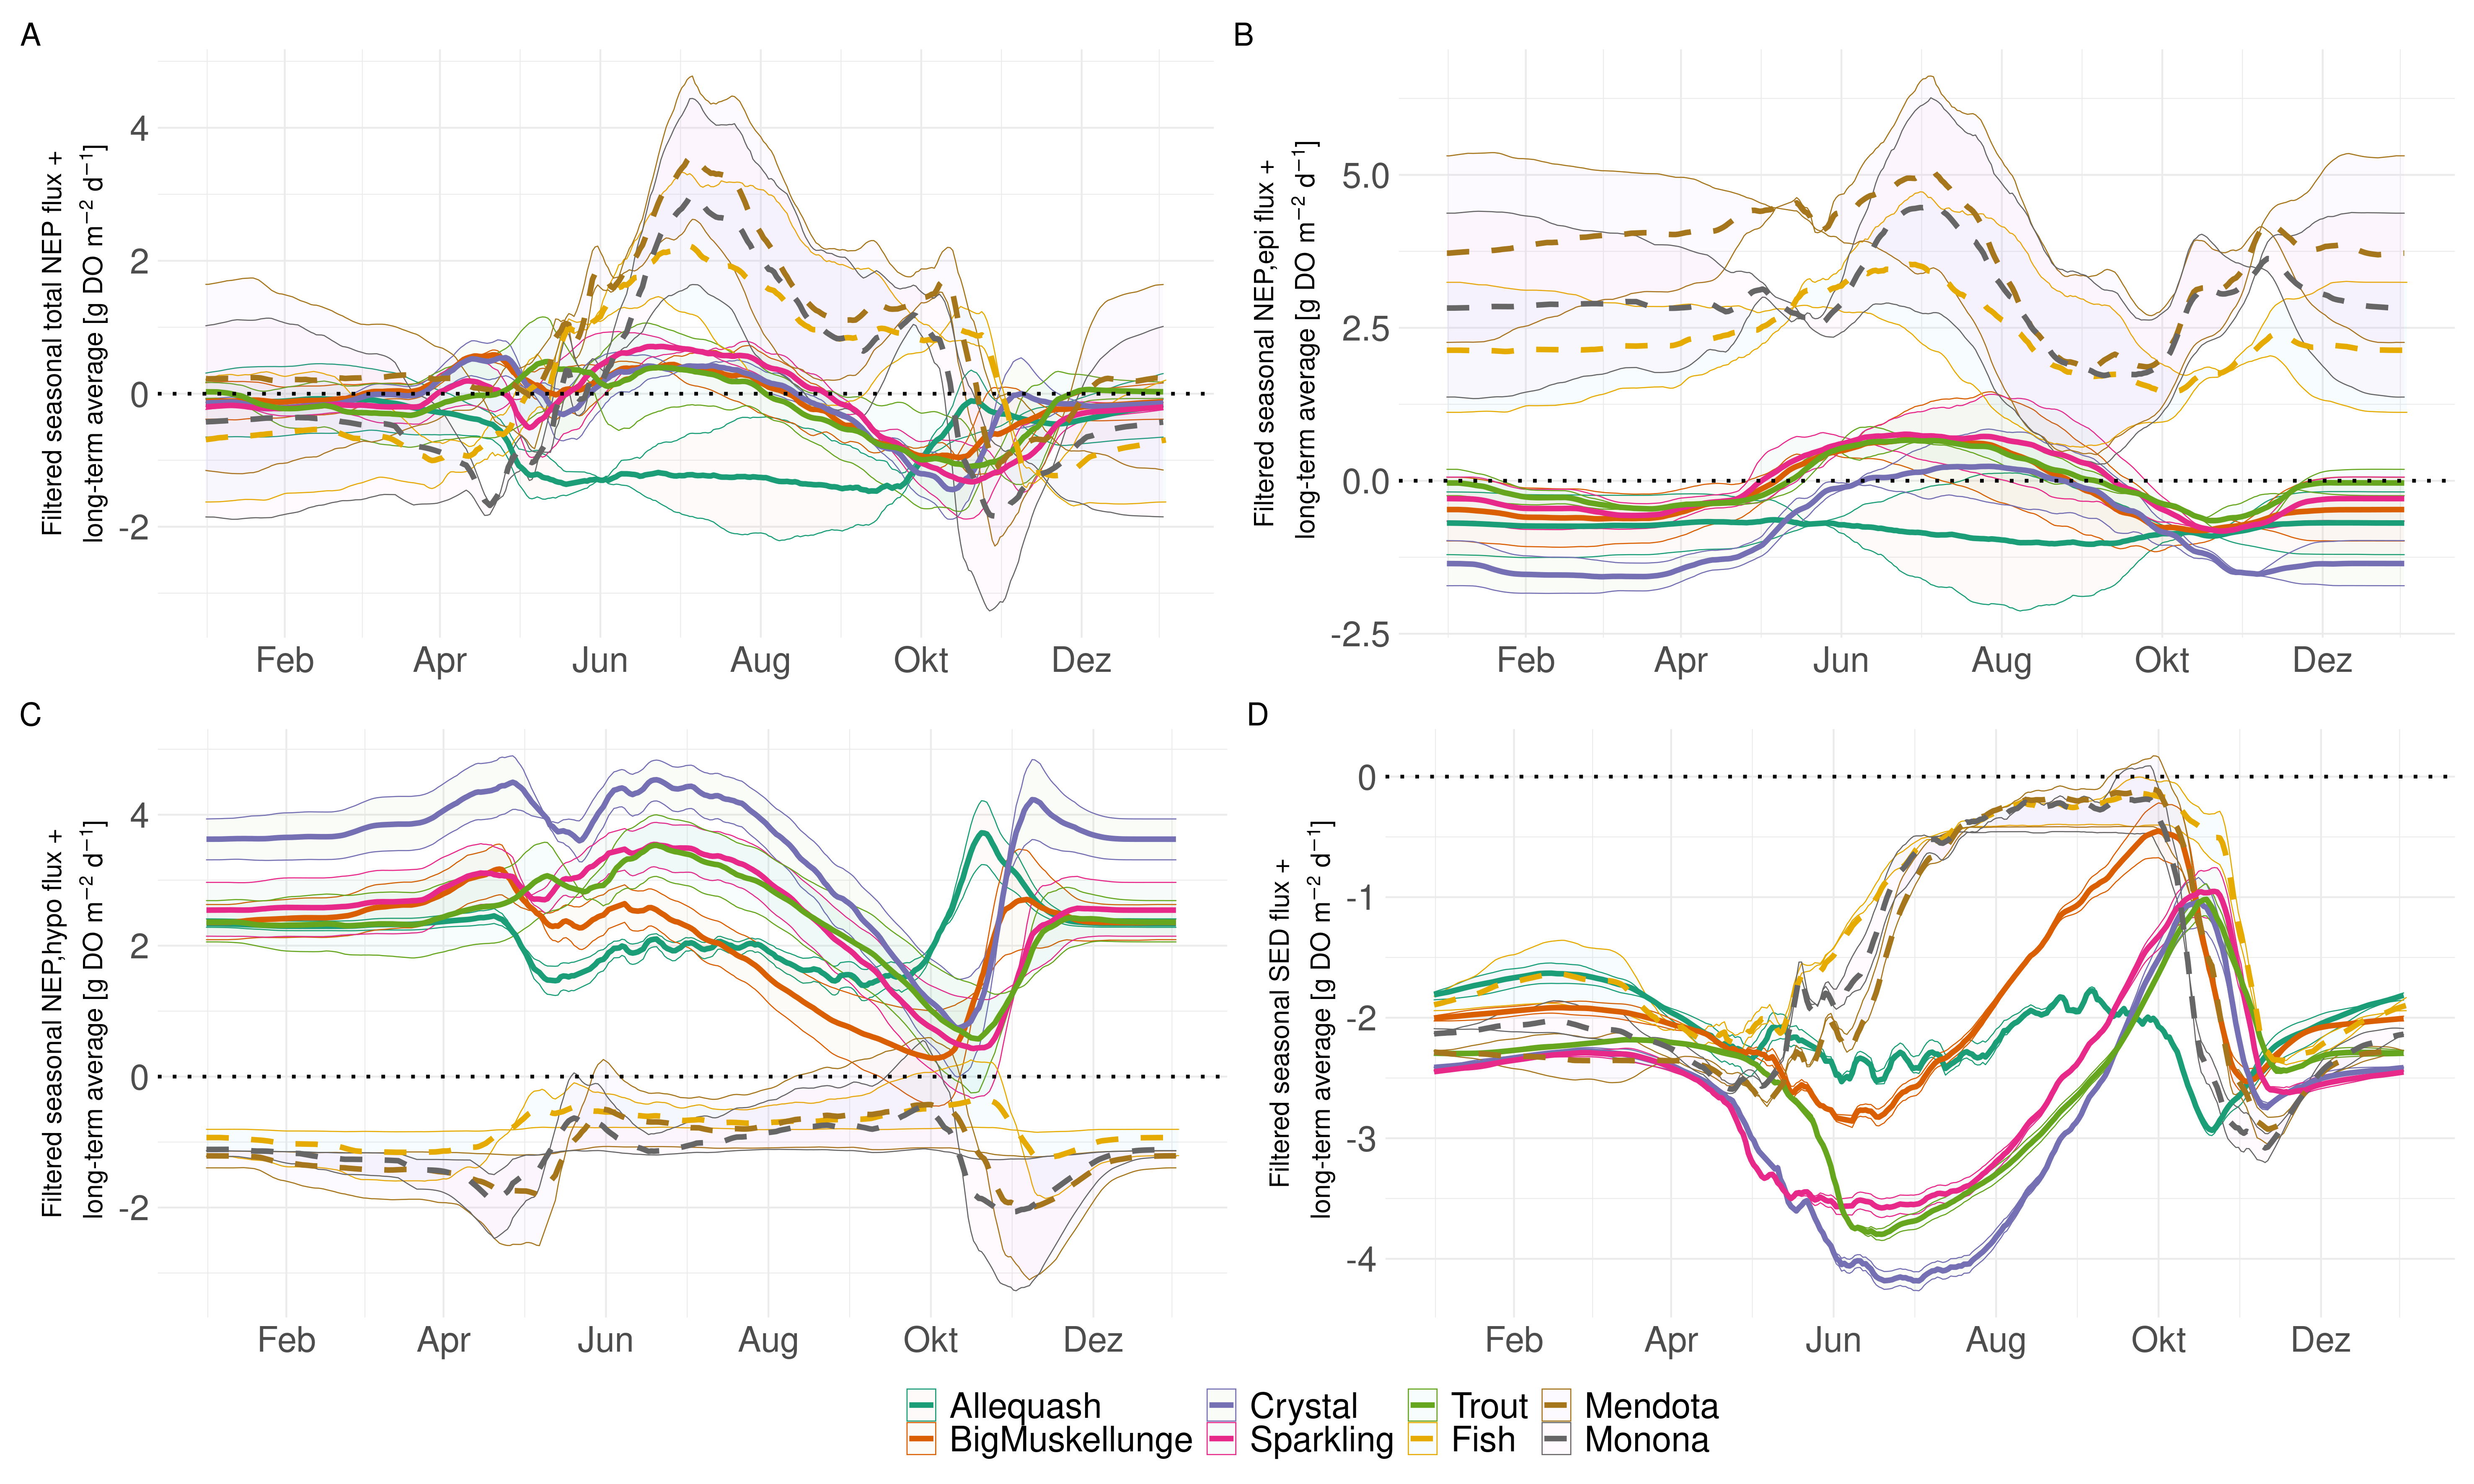 A
Filtered seasonal total NEP flux +
long-term average [g DO m−2 d−1]
4
2
0
-2
Feb Apr Jun Aug Okt Dez
B
Filtered seasonal NEP,epi flux +
long-term average [g DO m−2 d−1]
5.0
2.5
0.0
-2.5
Feb Apr Jun Aug Okt Dez
C
Filtered seasonal NEP,hypo flux +
long-term average [g DO m−2 d−1]
4
2
0
-2
Feb Apr Jun Aug Okt Dez
D
Filtered seasonal SED flux +
long-term average [g DO m−2 d−1]
0
-1
-2
-3
-4
Feb Apr Jun Aug Okt Dez
Allequash Crystal Trout Mendota
BigMuskellunge Sparkling Fish Monona